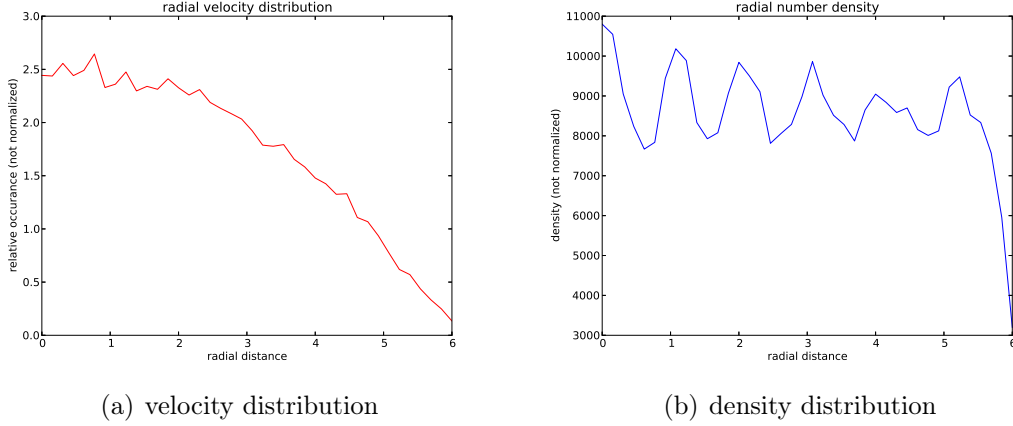 radial velocity distribution
3.0
2.5
2.0
1.5
1.0
0.5
0.0
relative occurance (not normalized)
0 1 2 3 4 5 6
radial distance
(a) velocity distribution
radial number density
11000
10000
9000
8000
7000
6000
5000
4000
3000
density (not normalized)
0 1 2 3 4 5 6
radial distance
(b) density distribution